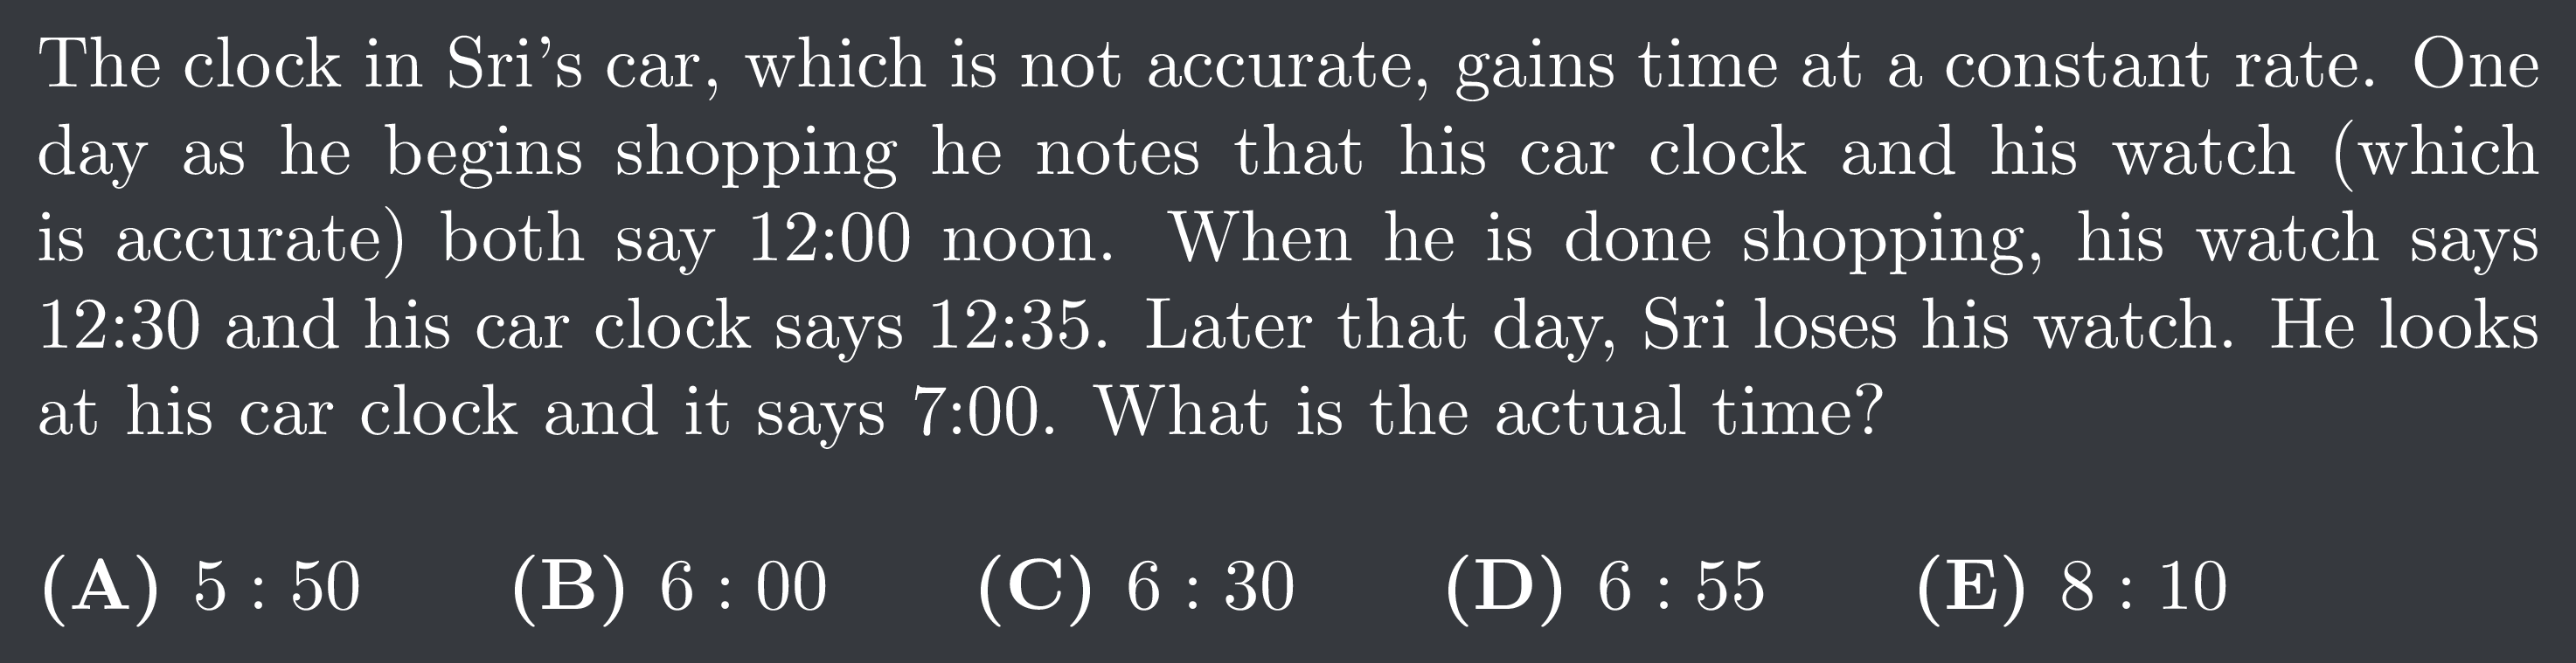 The clock in Sri’s car, which is not accurate, gains time at a constant rate. One
day as he begins shopping he notes that his car clock and his watch (which
is accurate) both say 12:00 noon. When he is done shopping, his watch says
12:30 and his car clock says 12:35. Later that day, Sri loses his watch. He looks
at his car clock and it says 7:00. What is the actual time?
(A) 5 : 50 (B) 6 : 00 (C) 6 : 30 (D) 6 : 55 (E) 8 : 10